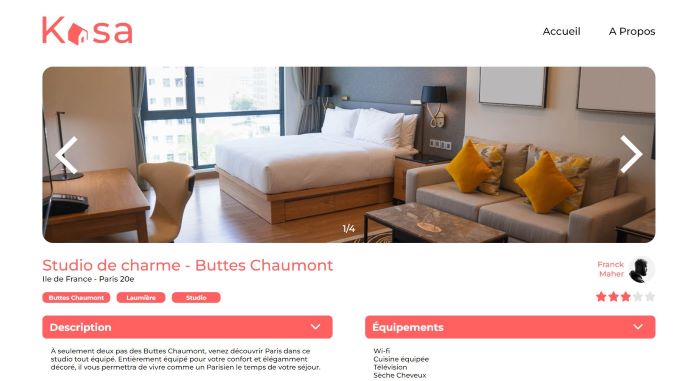 Kasa
Accueil
A Propos
1/4
Studio de charme - Buttes Chaumont
Ile de France - Paris 20e
Franck
Maher
Buttes Chaumont
Laumière
Studio
Description
À seulement deux pas des Buttes Chaumont, venez découvrir Paris dans ce
studio tout équipé. Entièrement équipé pour votre confort et élégamment
décoré, il vous permettra de vivre comme un Parisien le temps de votre séjour.
Équipements
Wi-fi
Cuisine équipée
Télévision
Sèche Cheveux